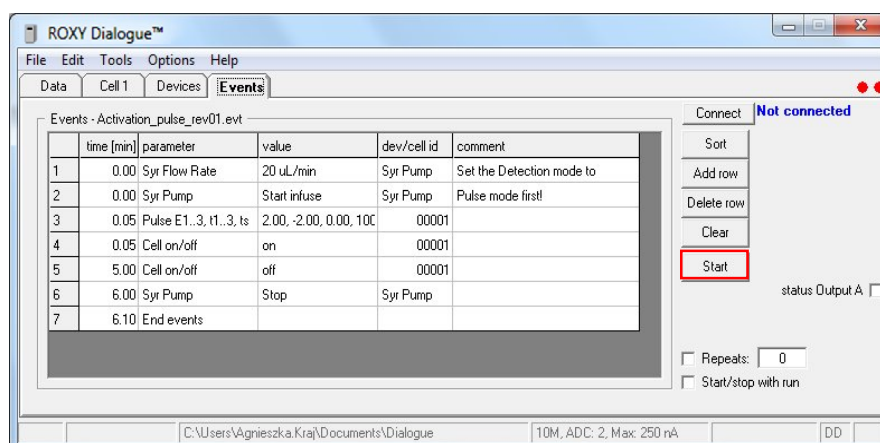 ROXY Dialogue™
File Edit Tools Options Help
Data Cell 1 Devices Events
Connect Not connected
Events - Activation_pulse_rev01.evt
time [min] parameter value dev/cell id comment
1 0.00 Syr Flow Rate 20 uL/min Syr Pump Set the Detection mode to
2 0.00 Syr Pump Start infuse Syr Pump Pulse mode first!
3 0.05 Pulse E1..3, t1..3, ts 2.00, -2.00, 0.00, 100 00001
4 0.05 Cell on/off on 00001
5 5.00 Cell on/off off 00001
6 6.00 Syr Pump Stop Syr Pump
7 6.10 End events
Sort
Add row
Delete row
Clear
Start
status Output A
Repeats: 0
Start/stop with run
C:\Users\Agnieszka.Kraj\Documents\Dialogue 10M, ADC: 2, Max: 250 nA DD